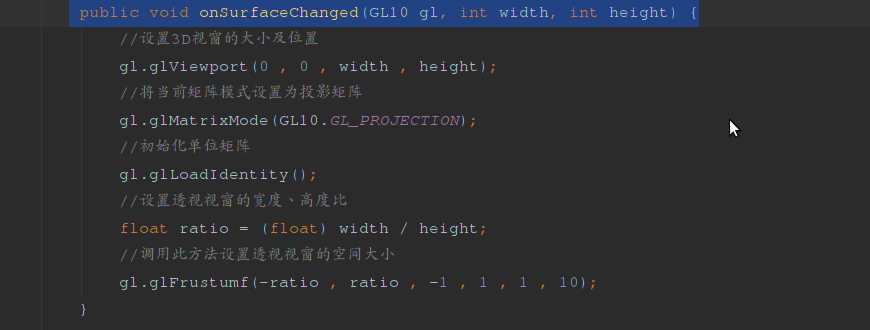 public void onSurfaceChanged(GL10 gl, int width, int height) {
//设置3D视窗的大小及位置
gl.glViewport(0 , 0 , width , height);
//将当前矩阵模式设置为投影矩阵
gl.glMatrixMode(GL10.GL_PROJECTION);
//初始化单位矩阵
gl.glLoadIdentity();
//设置透视视窗的宽度、高度比
float ratio = (float) width / height;
//调用此方法设置透视视窗的空间大小
gl.glFrustumf(-ratio , ratio , -1 , 1 , 1 , 10);
}